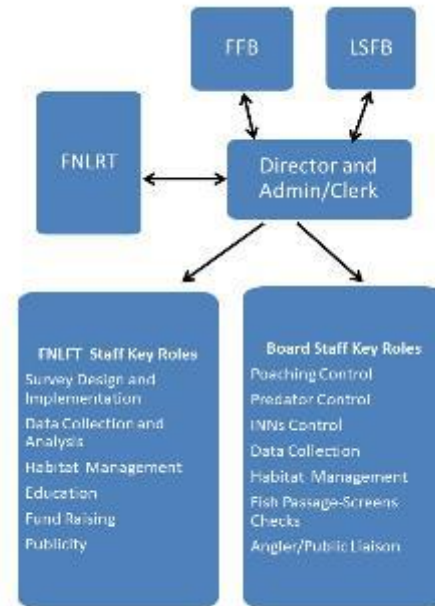 FFB
LSFB
FNLRT
Director and
Admin/Clerk
FNLFT Staff Key Roles
Survey Design and
Implementation
Data Collection and
Analysis
Habitat Management
Education
Fund Raising
Publicity
Board Staff Key Roles
Poaching Control
Predator Control
INNs Control
Data Collection
Habitat Management
Fish Passage-Screens
Checks
Angler/Public Liaison